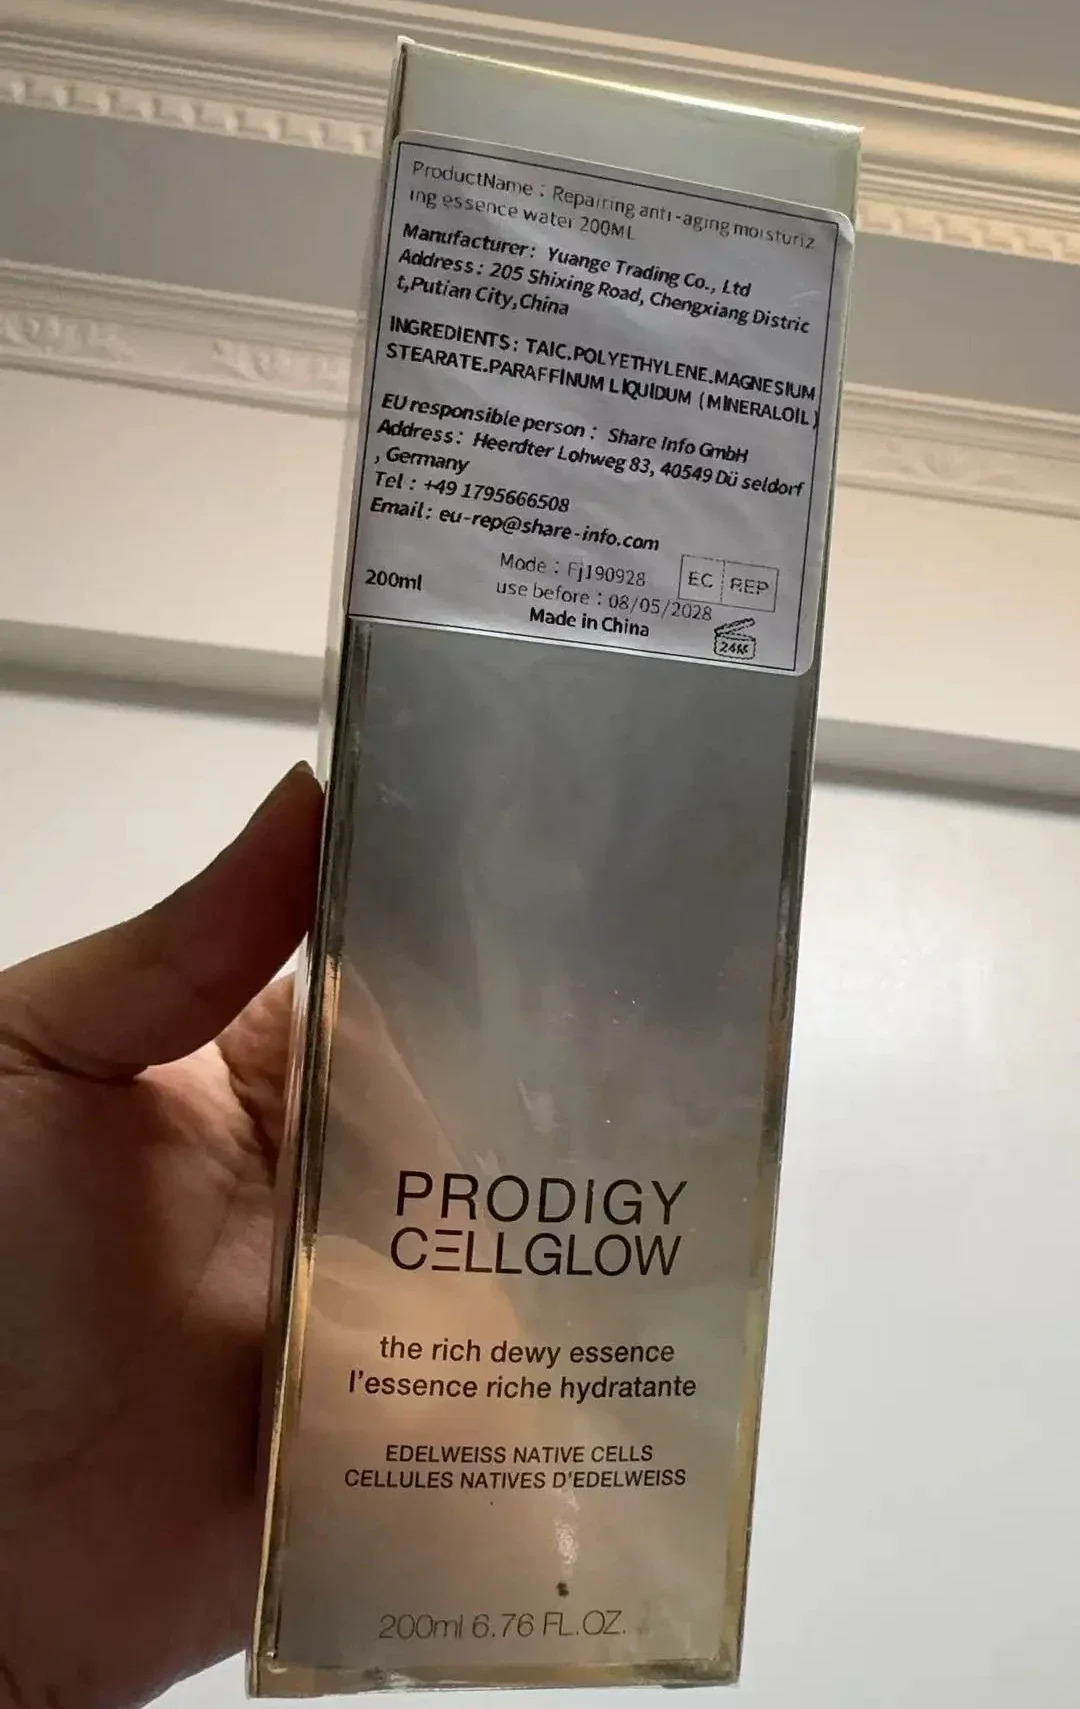 ProductName : Repairing anti-aging moisturiz
ing essence water 200ML
Manufacturer: Yuange Trading Co., Ltd
Address: 205 Shixing Road, Chengxiang Distric
t,Putian City,China
INGREDIENTS: TAIC.POLYETHYLENE.MAGNESIUM
STEARATE.PARAFFINUM LIQUIDUM (MINERALOIL)
EU responsible person : Share Info GmbH
Address: Heerdter Lohweg 83, 40549 Dü seldorf
, Germany
Tel : +49 1795666508
Email: eu-rep@share-info.com
Mode : Fj190928
EC REP
200ml
use before : 08/05/2028
Made in China
PRODIGY
CELLGLOW
the rich dewy essence
l'essence riche hydratante
EDELWEISS NATIVE CELLS
CELLULES NATIVES D'EDELWEISS
200ml 6.76 FL.OZ.